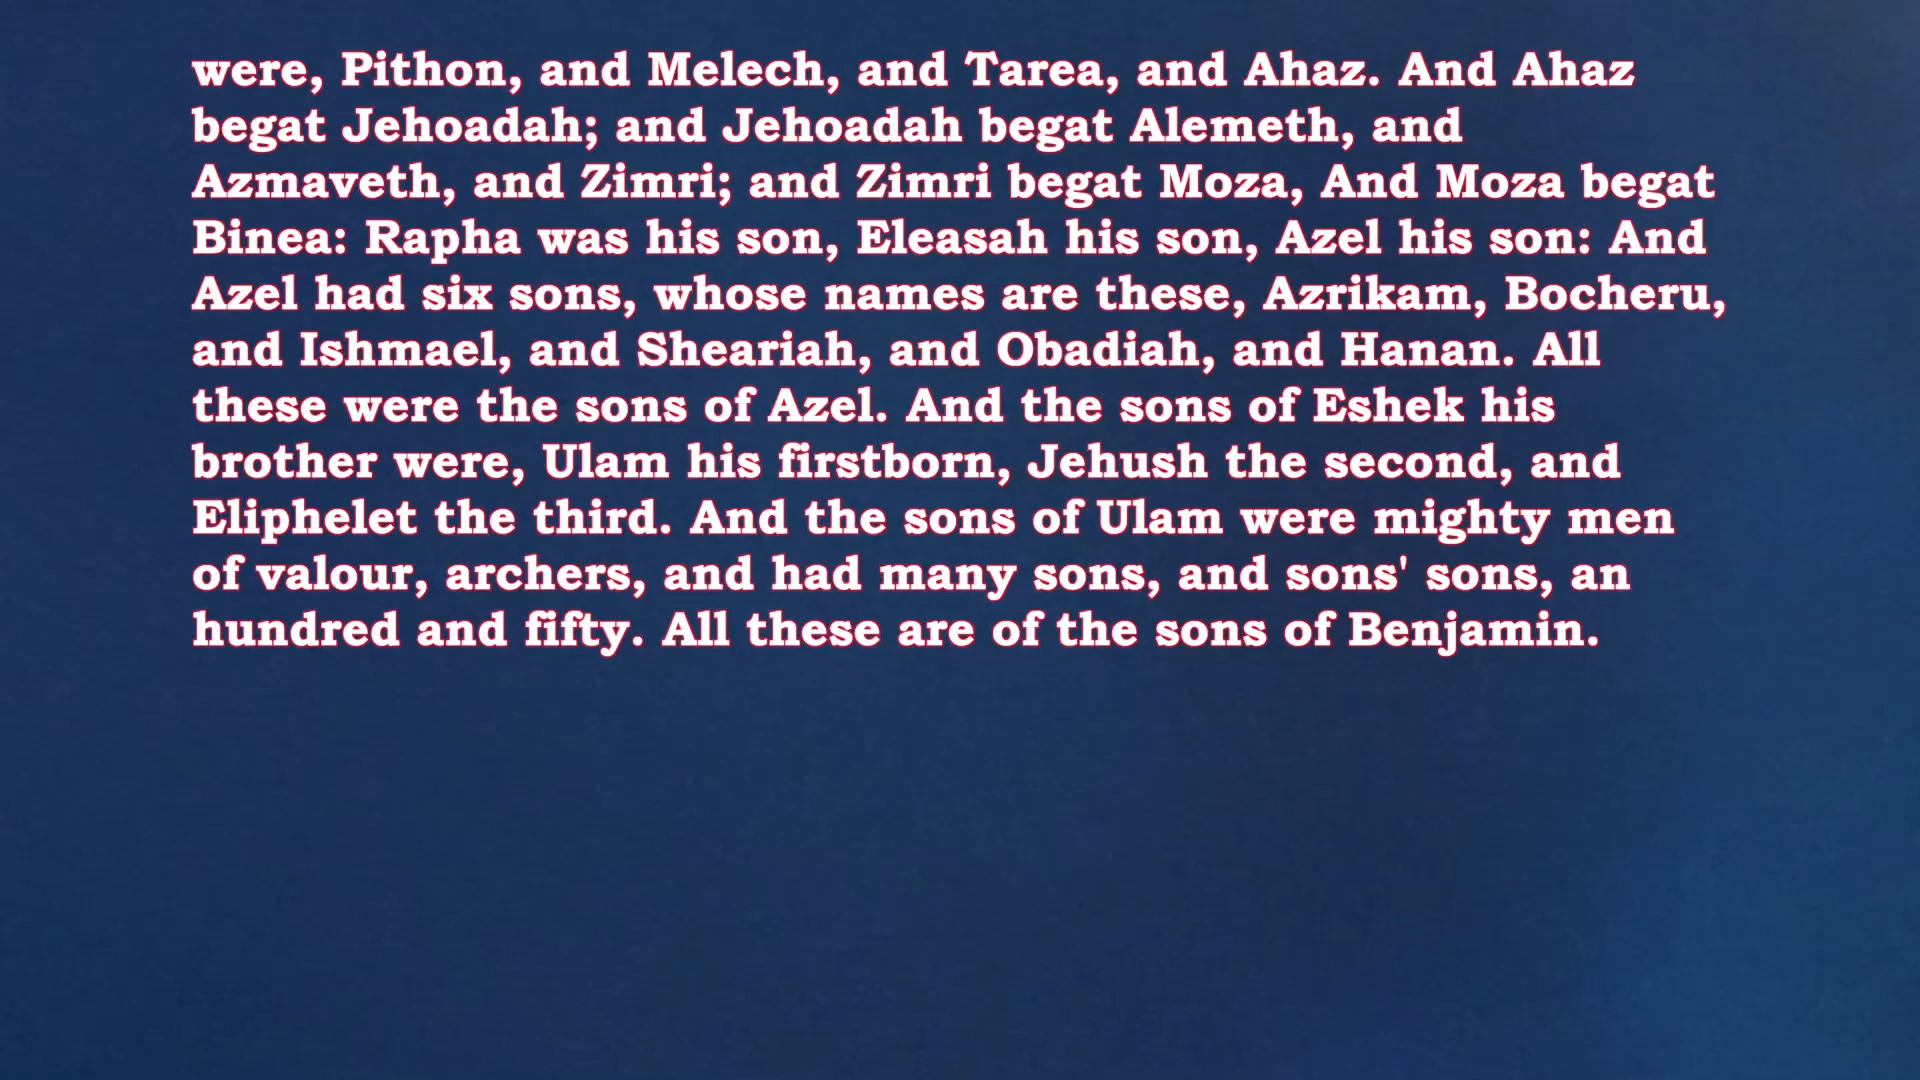 were, Pithon, and Melech, and Tarea, and Ahaz. And Ahaz
begat Jehoadah; and Jehoadah begat Alemeth, and
Azmaveth, and Zimri; and Zimri begat Moza, And Moza begat
Binea: Rapha was his son, Eleasah his son, Azel his son: And
Azel had six sons, whose names are these, Azrikam, Bocheru,
and Ishmael, and Sheariah, and Obadiah, and Hanan. All
these were the sons of Azel. And the sons of Eshek his
brother were, Ulam his firstborn, Jehush the second, and
Eliphelet the third. And the sons of Ulam were mighty men
of valour, archers, and had many sons, and sons' sons, an
hundred and fifty. All these are of the sons of Benjamin.